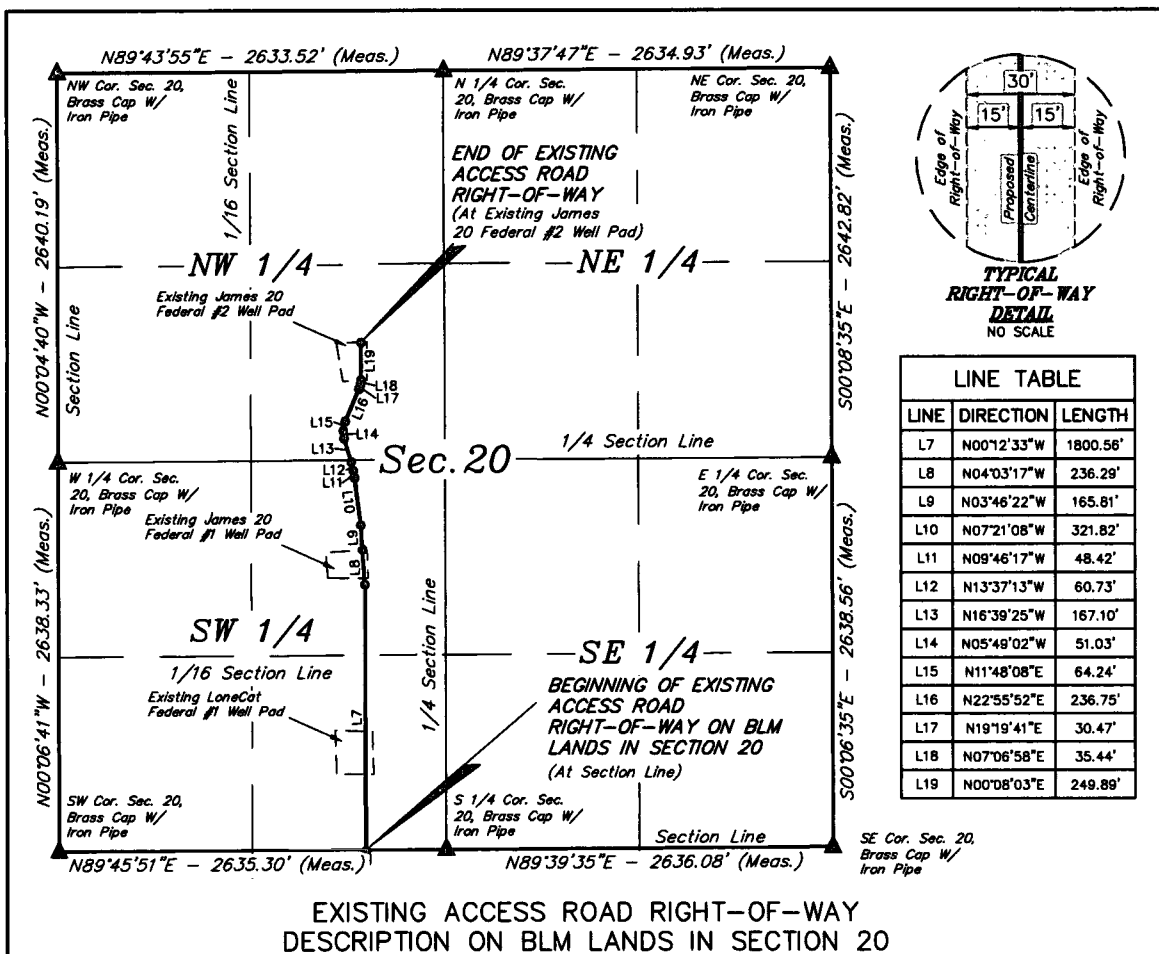 N89°43'55"E - 2633.52' (Meas.)
N89°37'47"E - 2634.93' (Meas.)
NW Cor. Sec. 20,
Brass Cap W/
Iron Pipe
1/16 Section Line
N 1/4 Cor. Sec.
20, Brass Cap W/
Iron Pipe
NE Cor. Sec. 20,
Brass Cap W/
Iron Pipe
N00°04'40"W - 2640.19' (Meas.)
Section Line
S00°08'35"E - 2642.82' (Meas.)
END OF EXISTING
ACCESS ROAD
RIGHT-OF-WAY
(At Existing James
20 Federal #2 Well Pad)
NW 1/4
NE 1/4
Existing James 20
Federal #2 Well Pad
L19
L18
L17
L16
L15
L14
L13
L12
L11
L10
L9
L8
L7
1/4 Section Line
Sec.20
W 1/4 Cor. Sec.
20, Brass Cap W/
Iron Pipe
E 1/4 Cor. Sec.
20, Brass Cap W/
Iron Pipe
Existing James 20
Federal #1 Well Pad
N00°06'41"W - 2638.33' (Meas.)
S00°06'35"E - 2638.56' (Meas.)
SW 1/4
SE 1/4
1/16 Section Line
1/4 Section Line
Existing LoneCat
Federal #1 Well Pad
BEGINNING OF EXISTING
ACCESS ROAD
RIGHT-OF-WAY ON BLM
LANDS IN SECTION 20
(At Section Line)
SW Cor. Sec. 20,
Brass Cap W/
Iron Pipe
S 1/4 Cor. Sec.
20, Brass Cap W/
Iron Pipe
Section Line
SE Cor. Sec. 20,
Brass Cap W/
Iron Pipe
N89°45'51"E - 2635.30' (Meas.)
N89°39'35"E - 2636.08' (Meas.)
30'
15' 15'
Edge of
Right-of-Way
Proposed
Centerline
Edge of
Right-of-Way
TYPICAL
RIGHT-OF-WAY
DETAIL
NO SCALE
LINE TABLE
LINE DIRECTION LENGTH
L7 N00°12'33"W 1800.56'
L8 N04°03'17"W 236.29'
L9 N03°46'22"W 165.81'
L10 N07°21'08"W 321.82'
L11 N09°46'17"W 48.42'
L12 N13°37'13"W 60.73'
L13 N16°39'25"W 167.10'
L14 N05°49'02"W 51.03'
L15 N11°48'08"E 64.24'
L16 N22°55'52"E 236.75'
L17 N19°19'41"E 30.47'
L18 N07°06'58"E 35.44'
L19 N00°08'03"E 249.89'
EXISTING ACCESS ROAD RIGHT-OF-WAY
DESCRIPTION ON BLM LANDS IN SECTION 20